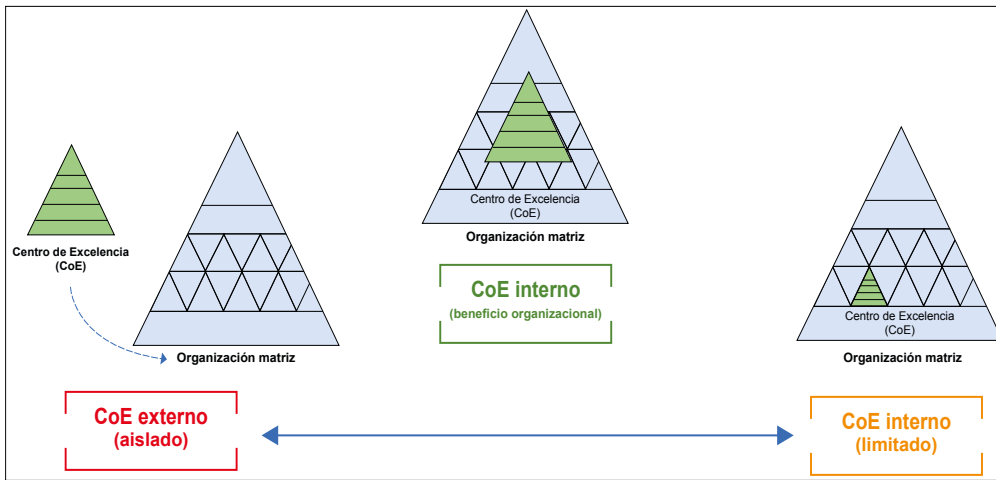 Centro de Excelencia
(CoE)
Organización matriz
CoE externo
(aislado)
Centro de Excelencia
(CoE)
Organización matriz
CoE interno
(beneficio organizacional)
Centro de Excelencia
(CoE)
Organización matriz
CoE interno
(limitado)